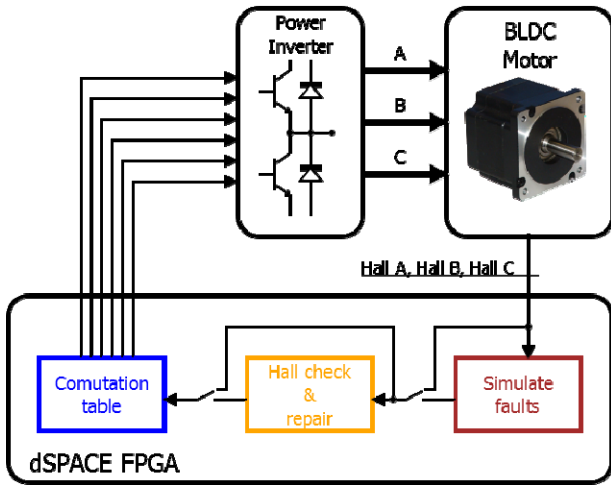 Power
Inverter
BLDC
Motor
A
B
C
Hall A, Hall B, Hall C
Comutation
table
Hall check
&
repair
Simulate
faults
dSPACE FPGA